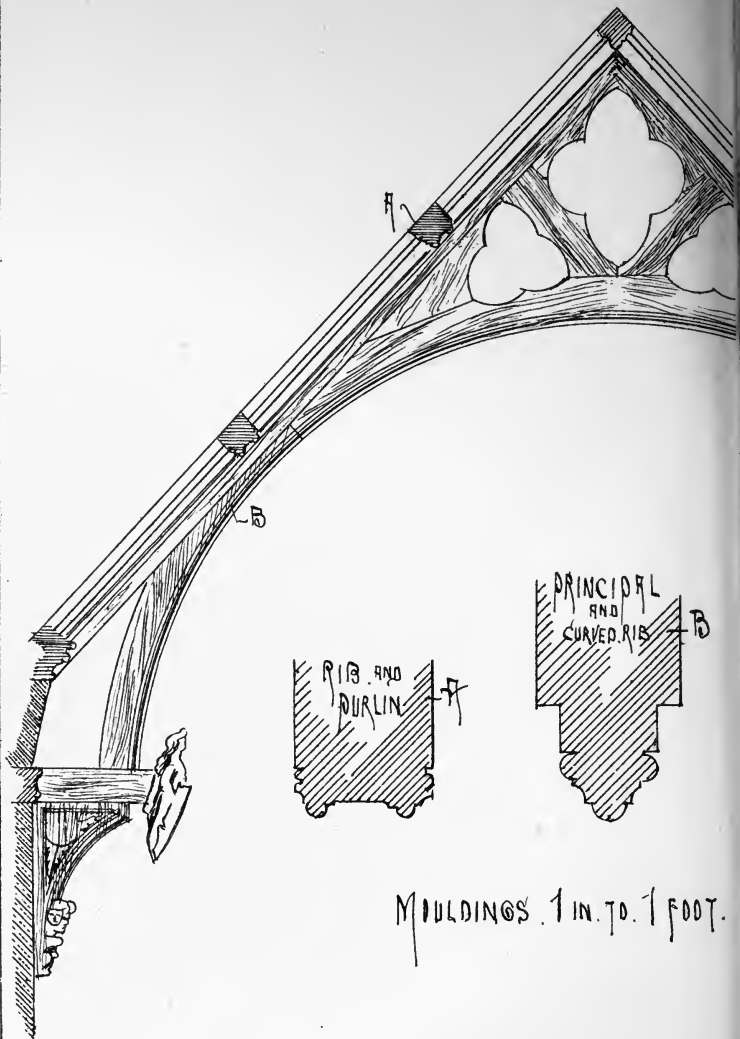 A
B
PRINCIPAL
AND
CURVED.RIB
B
RIB.AND
PURLIN
A
MOULDINGS. 1 IN. TO. 1 FOOT.